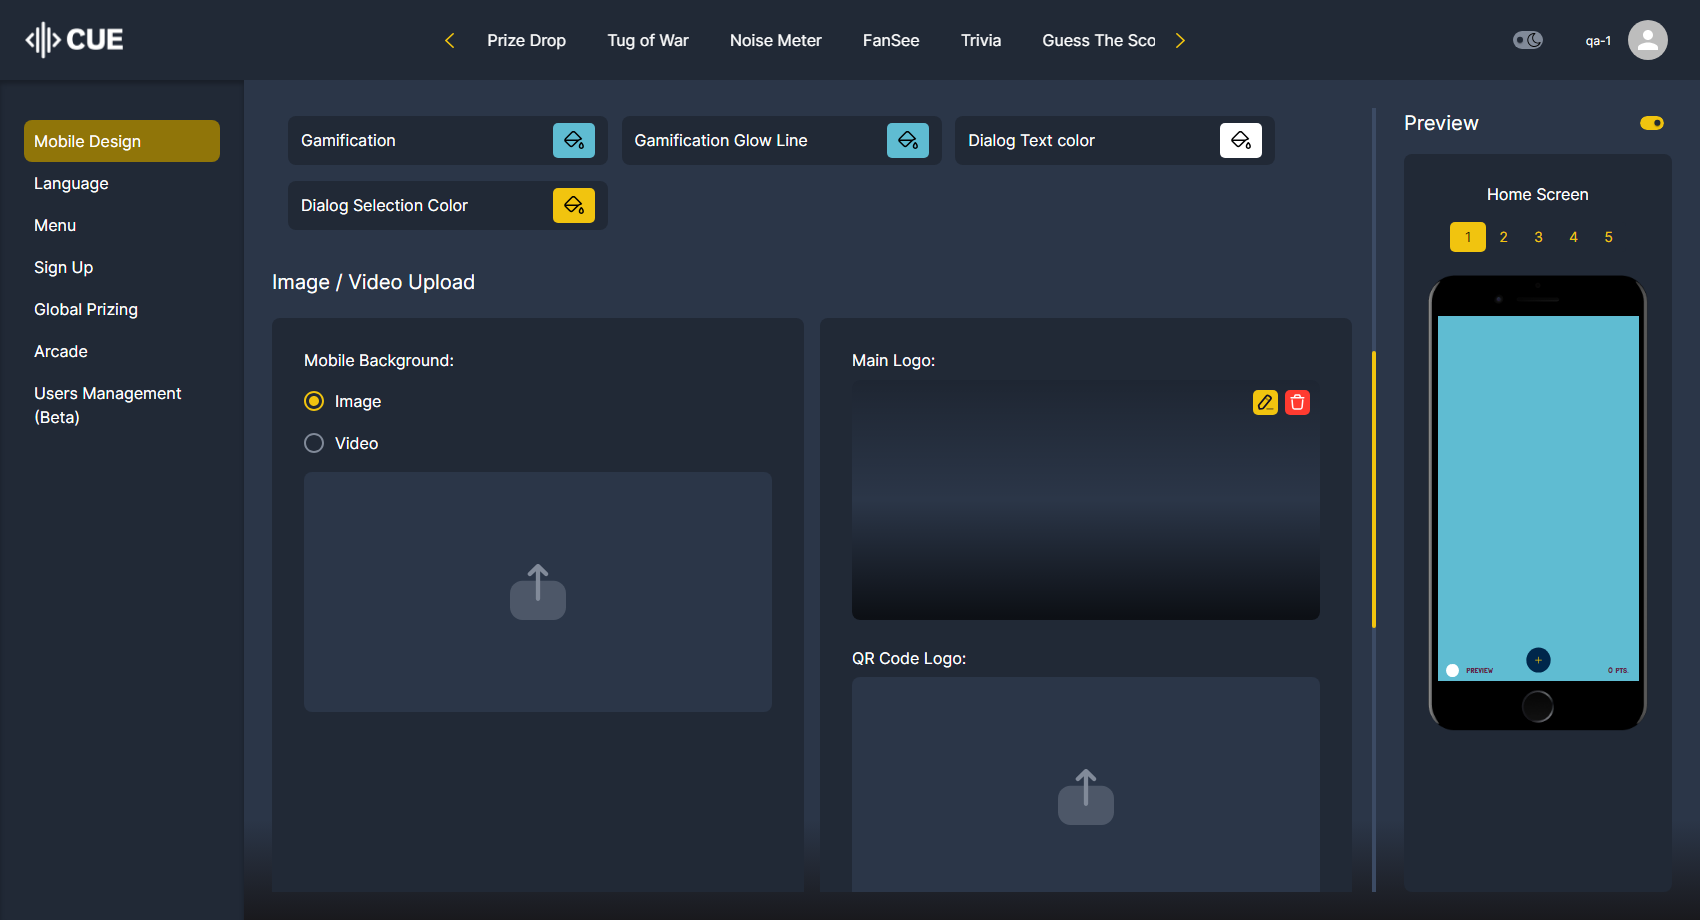 CUE
Prize Drop
Tug of War
Noise Meter
FanSee
Trivia
Guess The Sco
qa-1
Mobile Design
Language
Menu
Sign Up
Global Prizing
Arcade
Users Management
(Beta)
Gamification
Gamification Glow Line
Dialog Text color
Dialog Selection Color
Image / Video Upload
Mobile Background:
Image
Video
Main Logo:
QR Code Logo:
Preview
Home Screen
1 2 3 4 5
PREVIEW
0 PTS